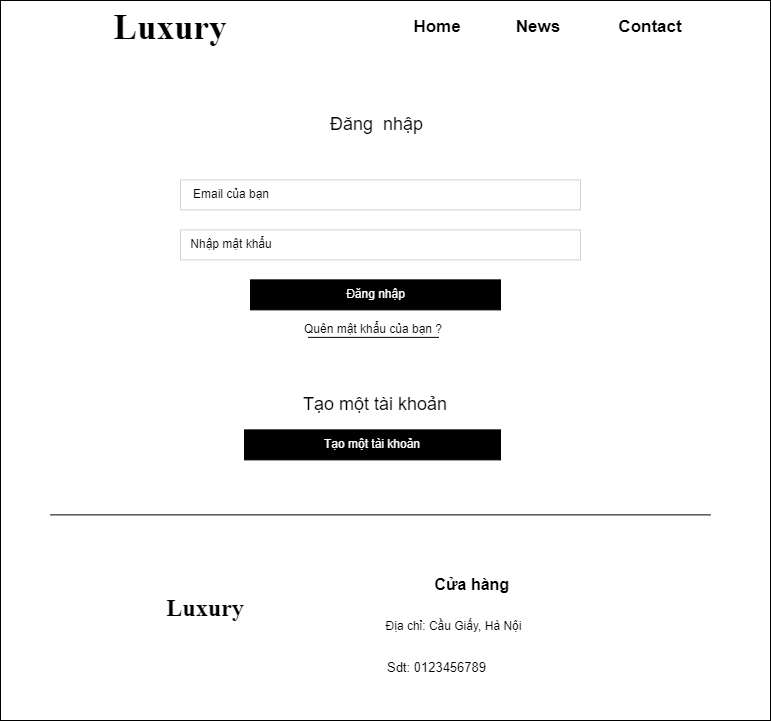 Luxury
Home News Contact
Đăng nhập
Email của bạn
Nhập mật khẩu
Đăng nhập
Quên mật khẩu của bạn ?
Tạo một tài khoản
Tạo một tài khoản
Luxury
Cửa hàng
Địa chỉ: Cầu Giấy, Hà Nội
Sdt: 0123456789